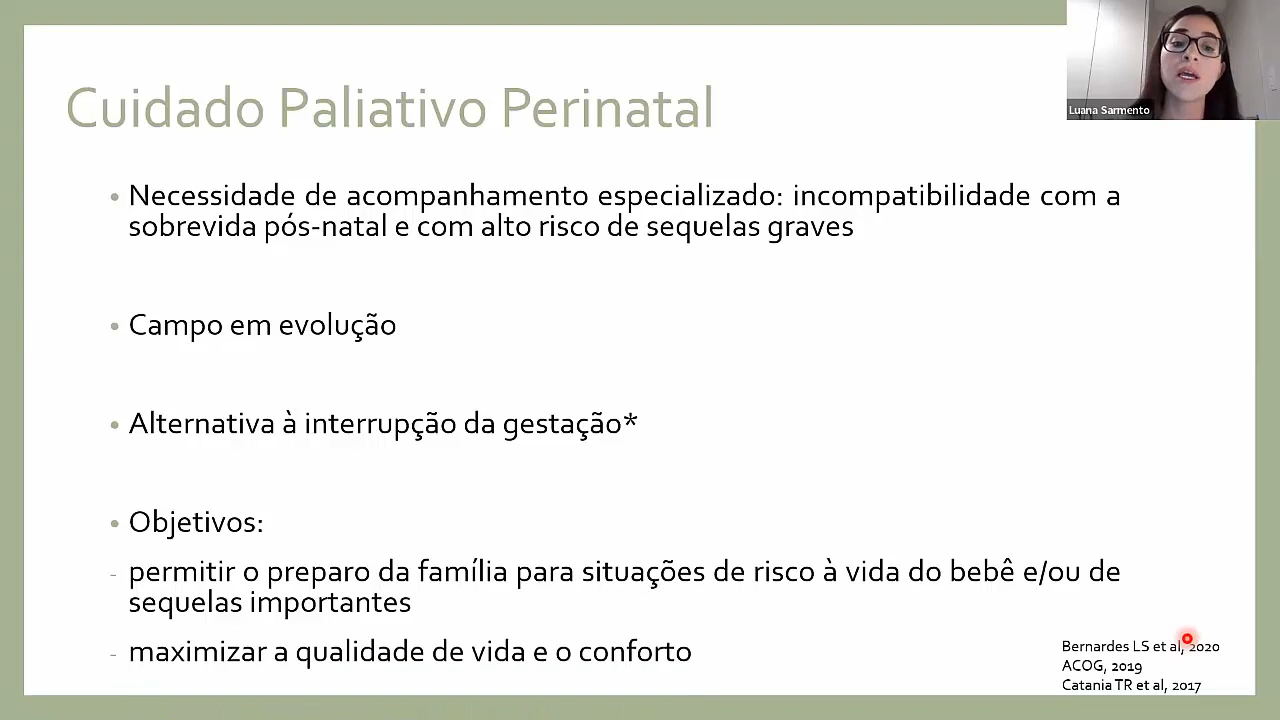 Luana Sarmento
Cuidado Paliativo Perinatal
• Necessidade de acompanhamento especializado: incompatibilidade com a
sobrevida pós-natal e com alto risco de sequelas graves
• Campo em evolução
• Alternativa à interrupção da gestação*
• Objetivos:
- permitir o preparo da família para situações de risco à vida do bebê e/ou de
sequelas importantes
- maximizar a qualidade de vida e o conforto
Bernardes LS et al, 2020
ACOG, 2019
Catania TR et al, 2017